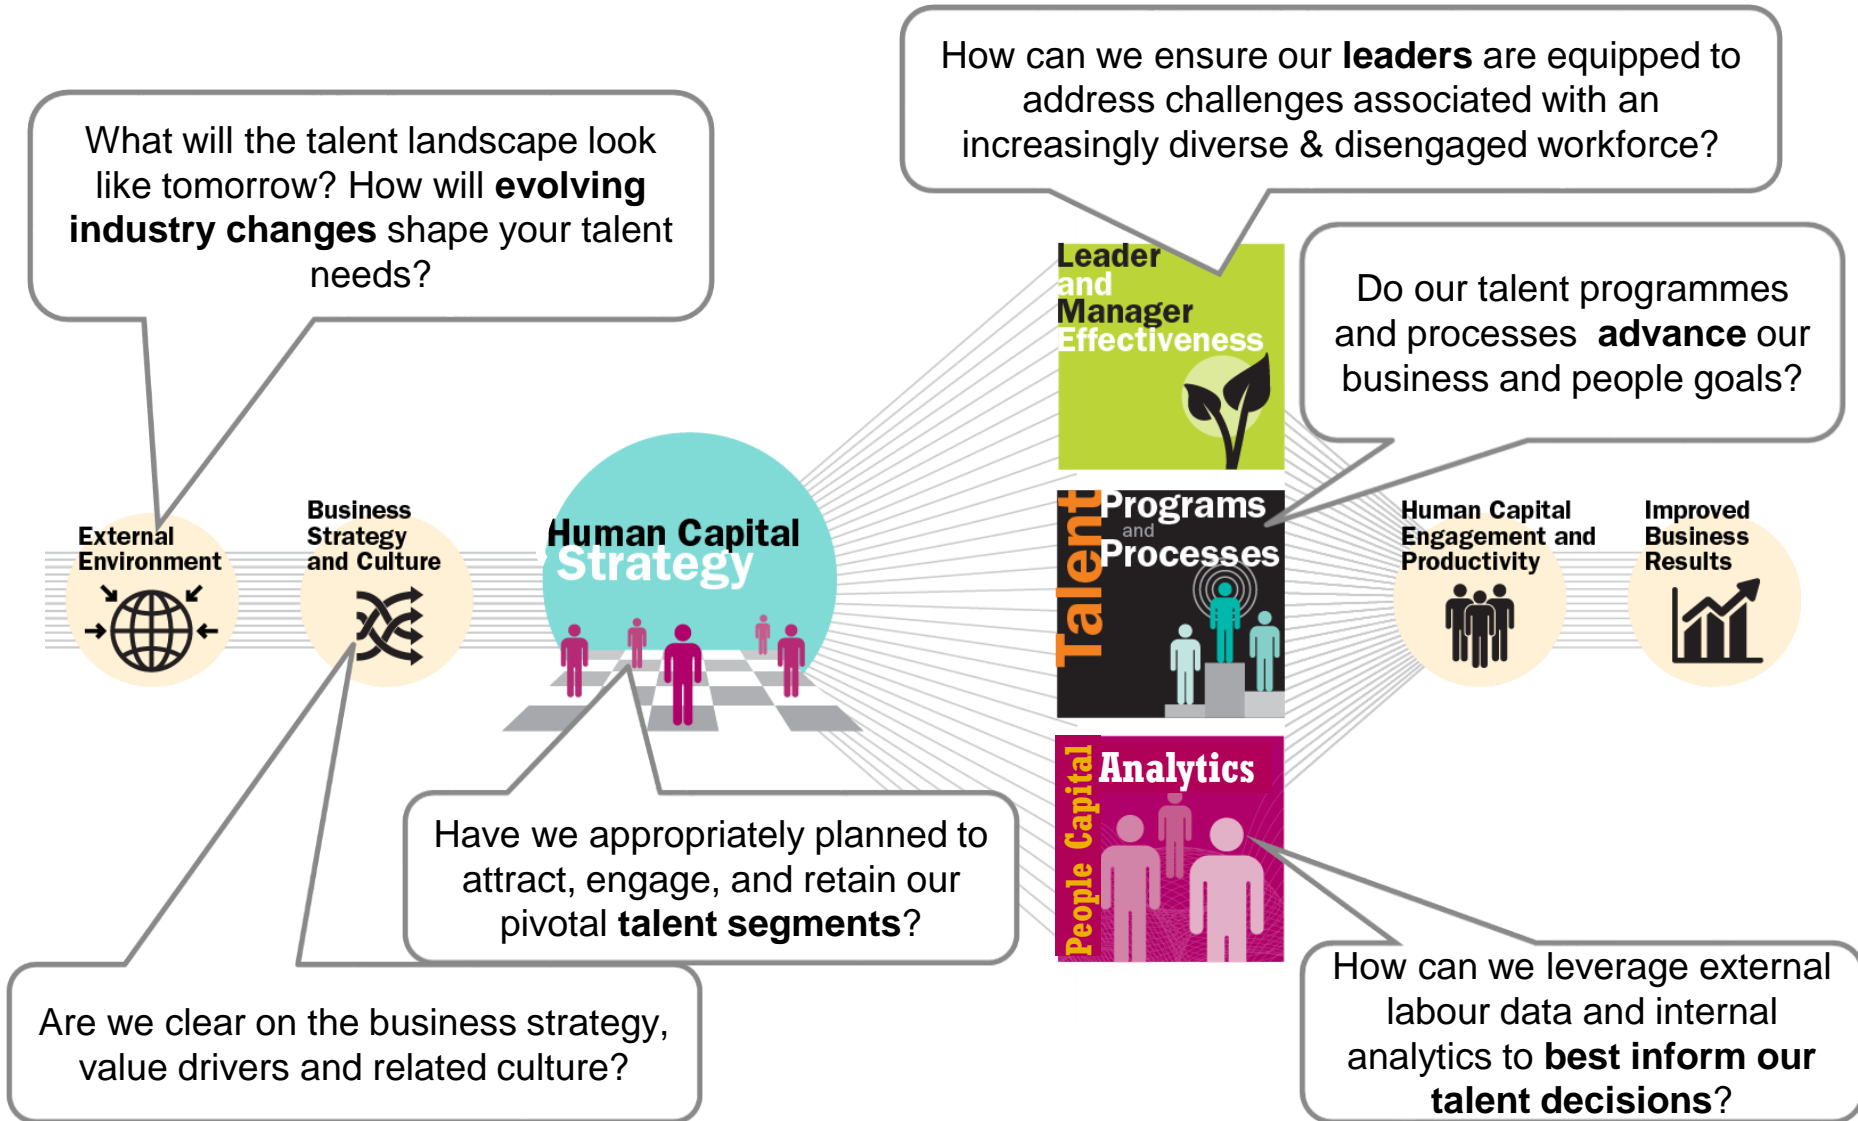 How can we ensure our leaders are equipped to
address challenges associated with an
increasingly diverse & disengaged workforce?
What will the talent landscape look
like tomorrow? How will evolving
industry changes shape your talent
needs?
Leader
and
Manager
Effectiveness
Do our talent programmes
and processes advance our
business and people goals?
External
Environment
Business
Strategy
and Culture
Human Capital
Strategy
Talent
Programs
and
Processes
Human Capital
Engagement and
Productivity
Improved
Business
Results
People Capital
Analytics
Have we appropriately planned to
attract, engage, and retain our
pivotal talent segments?
Are we clear on the business strategy,
value drivers and related culture?
How can we leverage external
labour data and internal
analytics to best inform our
talent decisions?